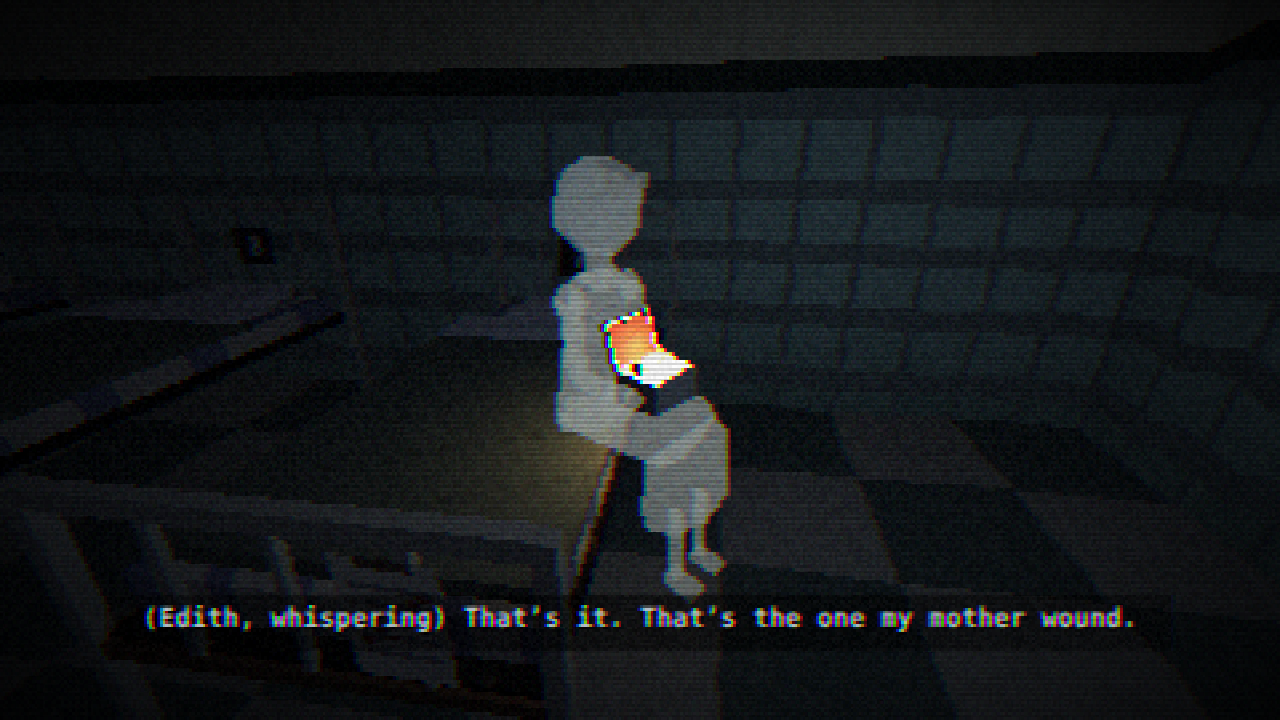 (Edith, whispering) That’s it. That’s the one my mother wound.